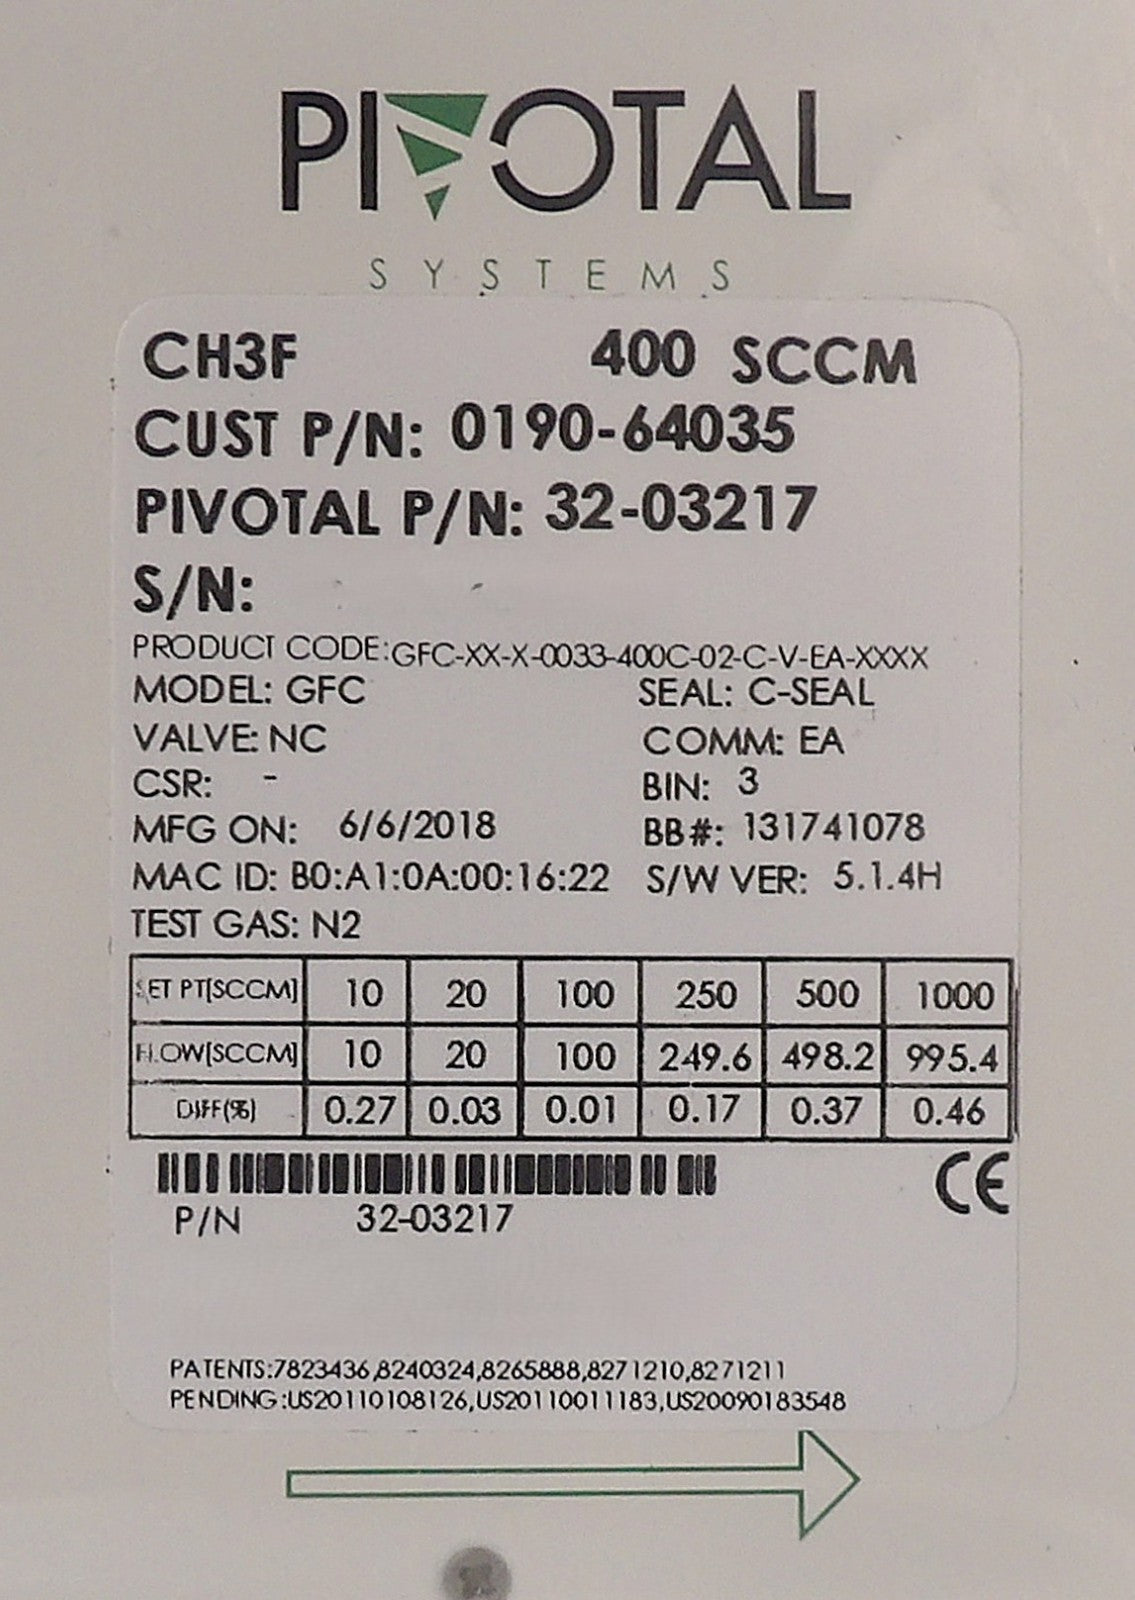 PIVOTAL
SYSTEMS
CH3F 400 SCCM
CUST P/N: 0190-64035
PIVOTAL P/N: 32-03217
S/N:
PRODUCT CODE:GFC-XX-X-0033-400C-02-C-V-EA-XXXX
MODEL: GFC SEAL: C-SEAL
VALVE: NC COMM: EA
CSR: - BIN: 3
MFG ON: 6/6/2018 BB#: 131741078
MAC ID: B0:A1:0A:00:16:22 S/W VER: 5.1.4H
TEST GAS: N2
SET PT[SCCM] 10 20 100 250 500 1000
FLOW[SCCM] 10 20 100 249.6 498.2 995.4
DIFF(%) 0.27 0.03 0.01 0.17 0.37 0.46
CE
P/N 32-03217
PATENTS:7823436,8240324,8265888,8271210,8271211
PENDING:US20110108126,US20110011183,US20090183548